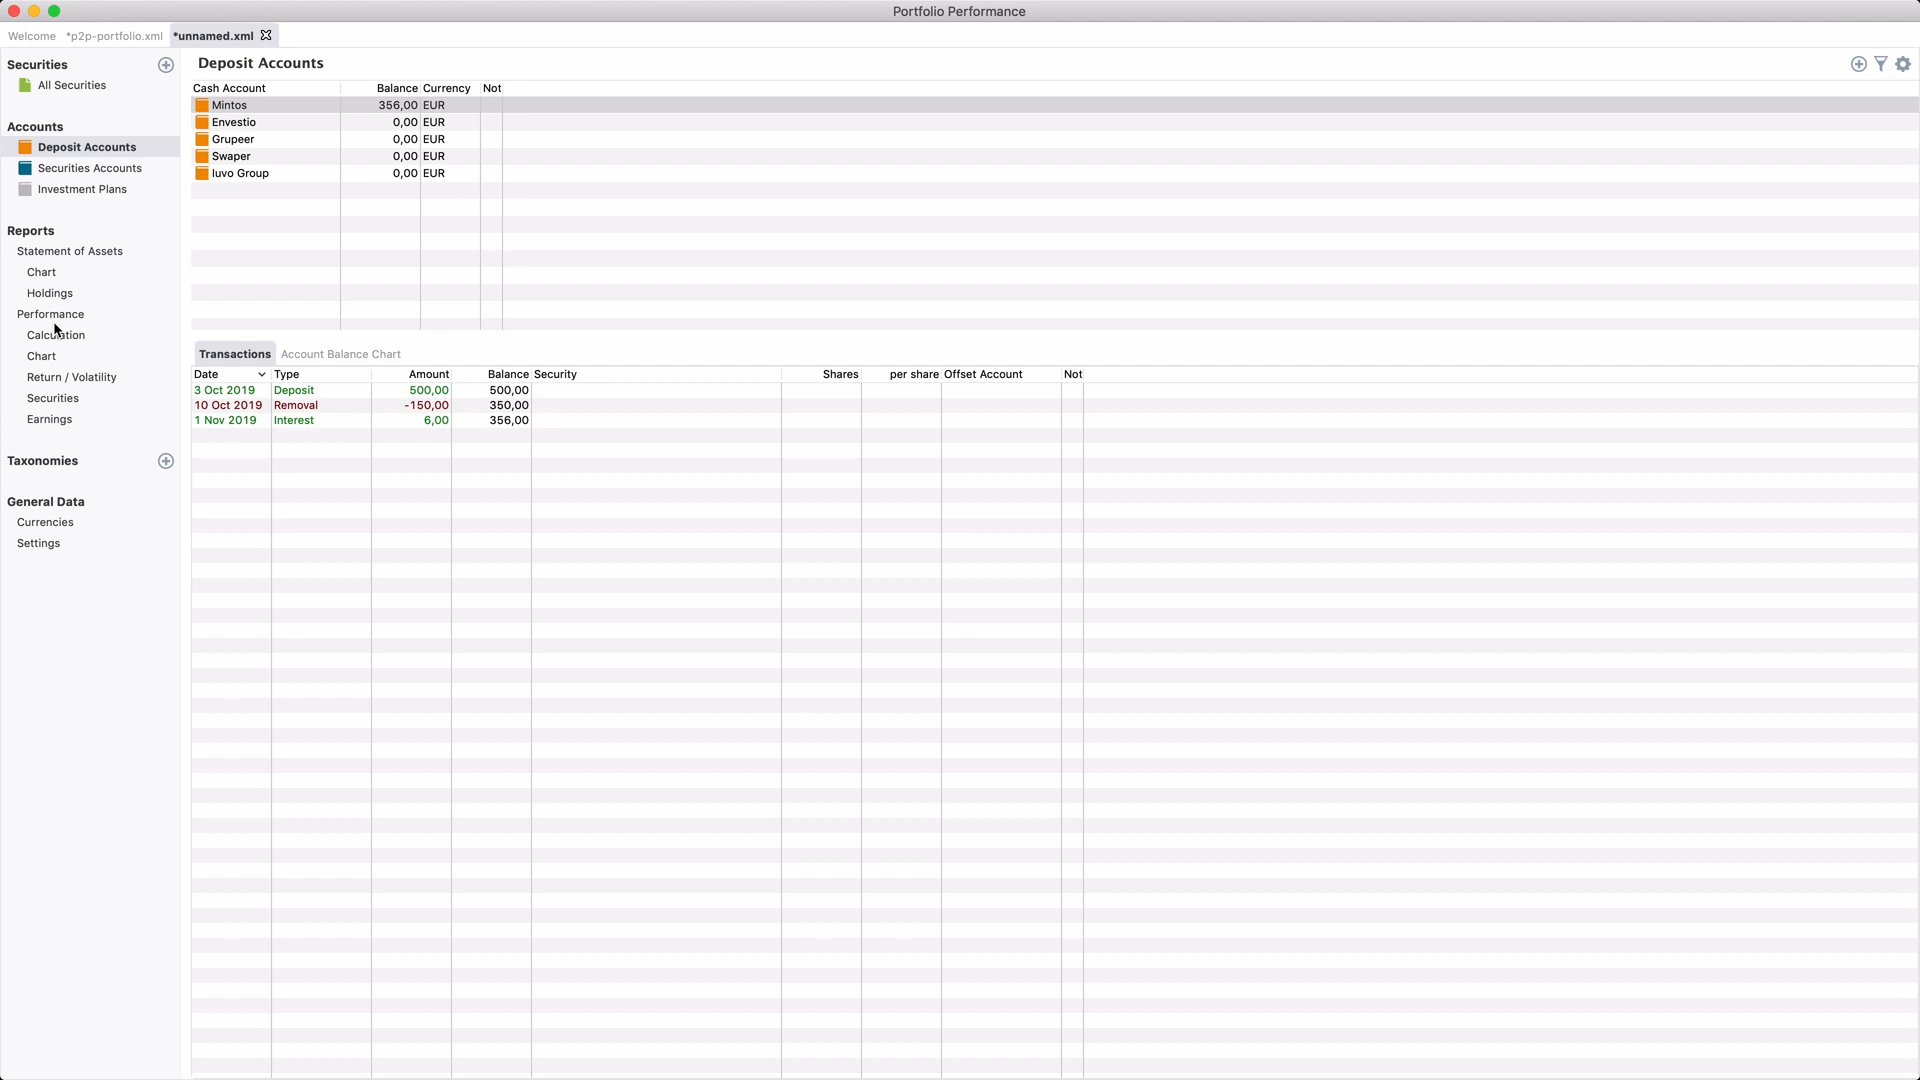 Portfolio Performance
Welcome *p2p-portfolio.xml *unnamed.xml
Securities
All Securities
Accounts
Deposit Accounts
Securities Accounts
Investment Plans
Reports
Statement of Assets
Chart
Holdings
Performance
Calculation
Chart
Return / Volatility
Securities
Earnings
Taxonomies
General Data
Currencies
Settings
Deposit Accounts
Cash Account Balance Currency Not
Mintos 356,00 EUR
Envestio 0,00 EUR
Grupeer 0,00 EUR
Swaper 0,00 EUR
Iuvo Group 0,00 EUR
Transactions Account Balance Chart
Date Type Amount Balance Security Shares per share Offset Account Not
3 Oct 2019 Deposit 500,00 500,00
10 Oct 2019 Removal -150,00 350,00
1 Nov 2019 Interest 6,00 356,00